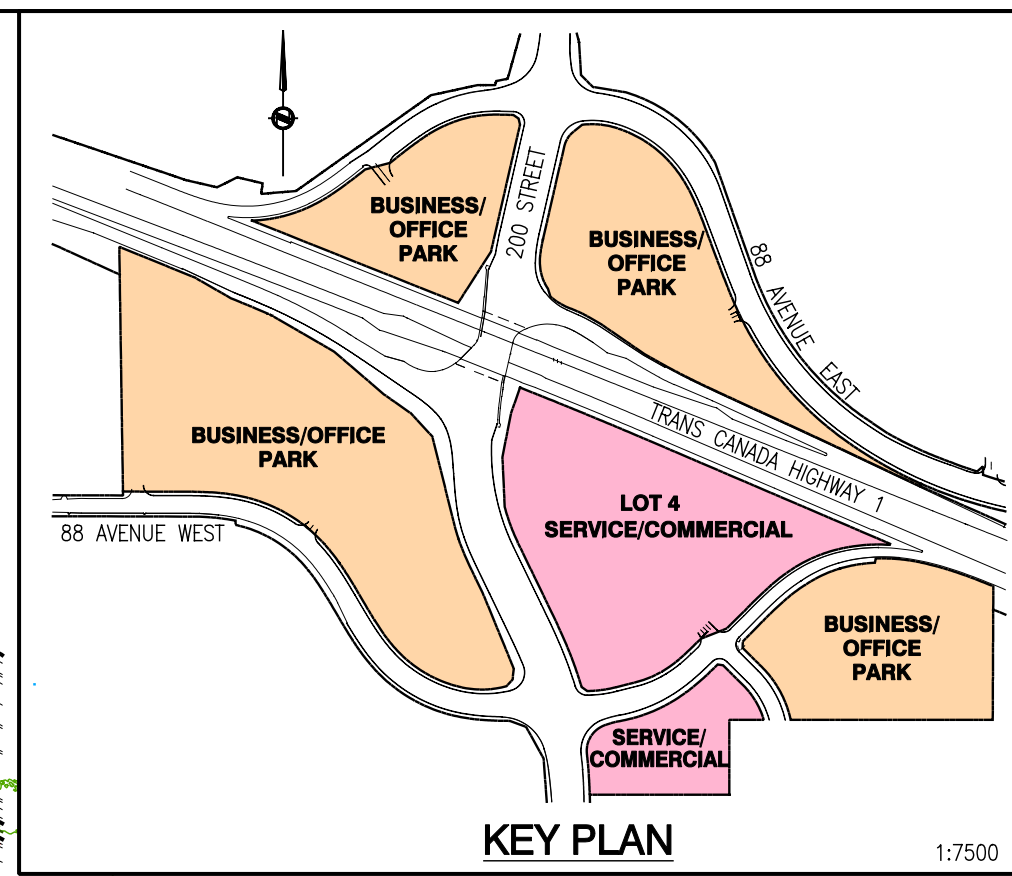 BUSINESS/
OFFICE
PARK
200 STREET
BUSINESS/
OFFICE
PARK
88 AVENUE EAST
BUSINESS/OFFICE
PARK
TRANS CANADA HIGHWAY 1
LOT 4
SERVICE/COMMERCIAL
88 AVENUE WEST
BUSINESS/
OFFICE
PARK
SERVICE/
COMMERCIAL
KEY PLAN
1:7500